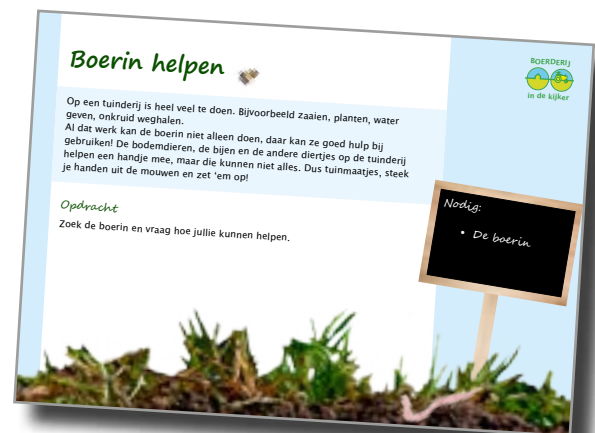 Boerin helpen
BOERDERIJ
in de kijker
Op een tuinderij is heel veel te doen. Bijvoorbeeld zaaien, planten, water
geven, onkruid weghalen.
Al dat werk kan de boerin niet alleen doen, daar kan ze goed hulp bij
gebruiken! De bodemdieren, de bijen en de andere diertjes op de tuinderij
helpen een handje mee, maar die kunnen niet alles. Dus tuinmaatjes, steek
je handen uit de mouwen en zet ‘em op!
Opdracht
Zoek de boerin en vraag hoe jullie kunnen helpen.
Nodig:
• De boerin